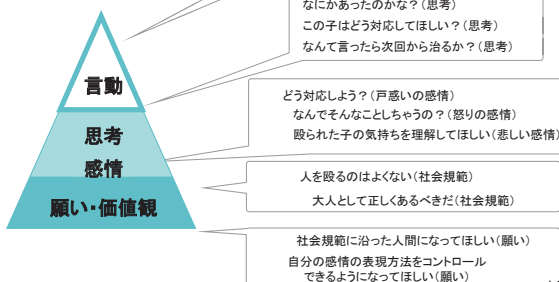 なにかあったのかな？(思考)
この子はどう対応してほしい？(思考)
なんて言ったら次回から治るか？(思考)
言動
どう対応しよう？(戸惑いの感情)
なんでそんなことしちゃうの？(怒りの感情)
殴られた子の気持ちを理解してほしい(悲しい感情)
思考
感情
人を殴るのはよくない(社会規範)
大人として正しくあるべきだ(社会規範)
願い・価値観
社会規範に沿った人間になってほしい(願い)
自分の感情の表現方法をコントロール
できるようになってほしい(願い)